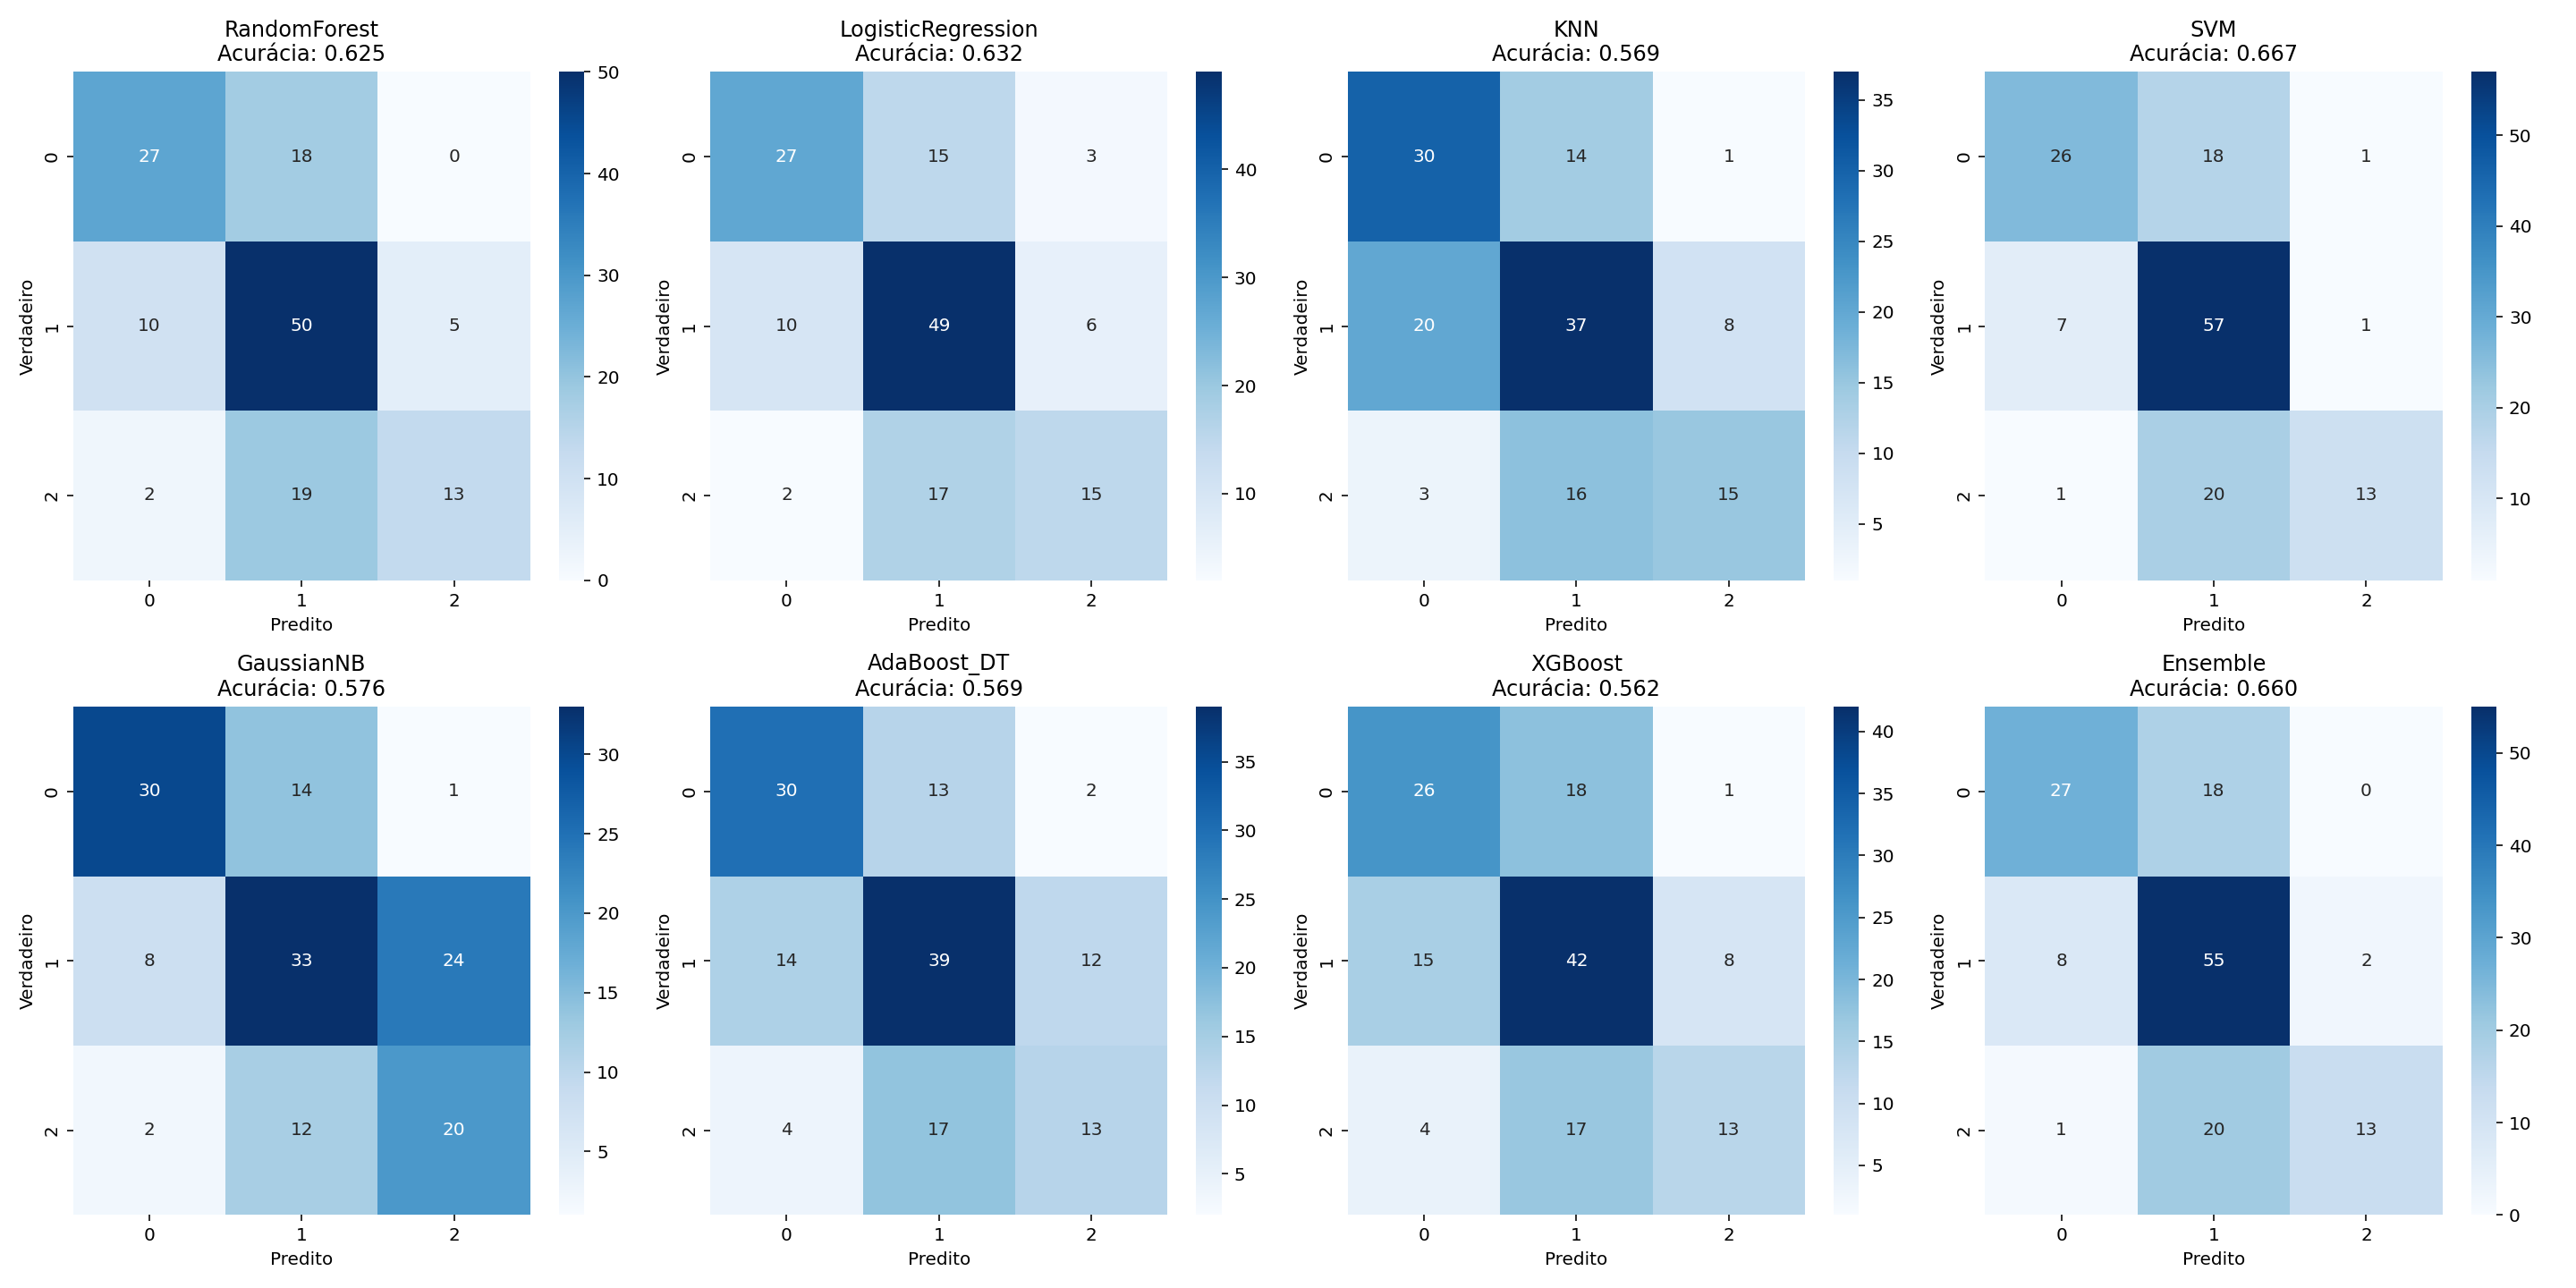 RandomForest
Acurácia: 0.625
27 18 0
10 50 5
2 19 13
0 1 2
Verdadeiro
0 1 2
Predito
50
40
30
20
10
0
LogisticRegression
Acurácia: 0.632
27 15 3
10 49 6
2 17 15
0 1 2
Verdadeiro
0 1 2
Predito
40
30
20
10
KNN
Acurácia: 0.569
30 14 1
20 37 8
3 16 15
0 1 2
Verdadeiro
0 1 2
Predito
35
30
25
20
15
10
5
SVM
Acurácia: 0.667
26 18 1
7 57 1
1 20 13
0 1 2
Verdadeiro
0 1 2
Predito
50
40
30
20
10
GaussianNB
Acurácia: 0.576
30 14 1
8 33 24
2 12 20
0 1 2
Verdadeiro
0 1 2
Predito
30
25
20
15
10
5
AdaBoost_DT
Acurácia: 0.569
30 13 2
14 39 12
4 17 13
0 1 2
Verdadeiro
0 1 2
Predito
35
30
25
20
15
10
5
XGBoost
Acurácia: 0.562
26 18 1
15 42 8
4 17 13
0 1 2
Verdadeiro
0 1 2
Predito
40
35
30
25
20
15
10
5
Ensemble
Acurácia: 0.660
27 18 0
8 55 2
1 20 13
0 1 2
Verdadeiro
0 1 2
Predito
50
40
30
20
10
0